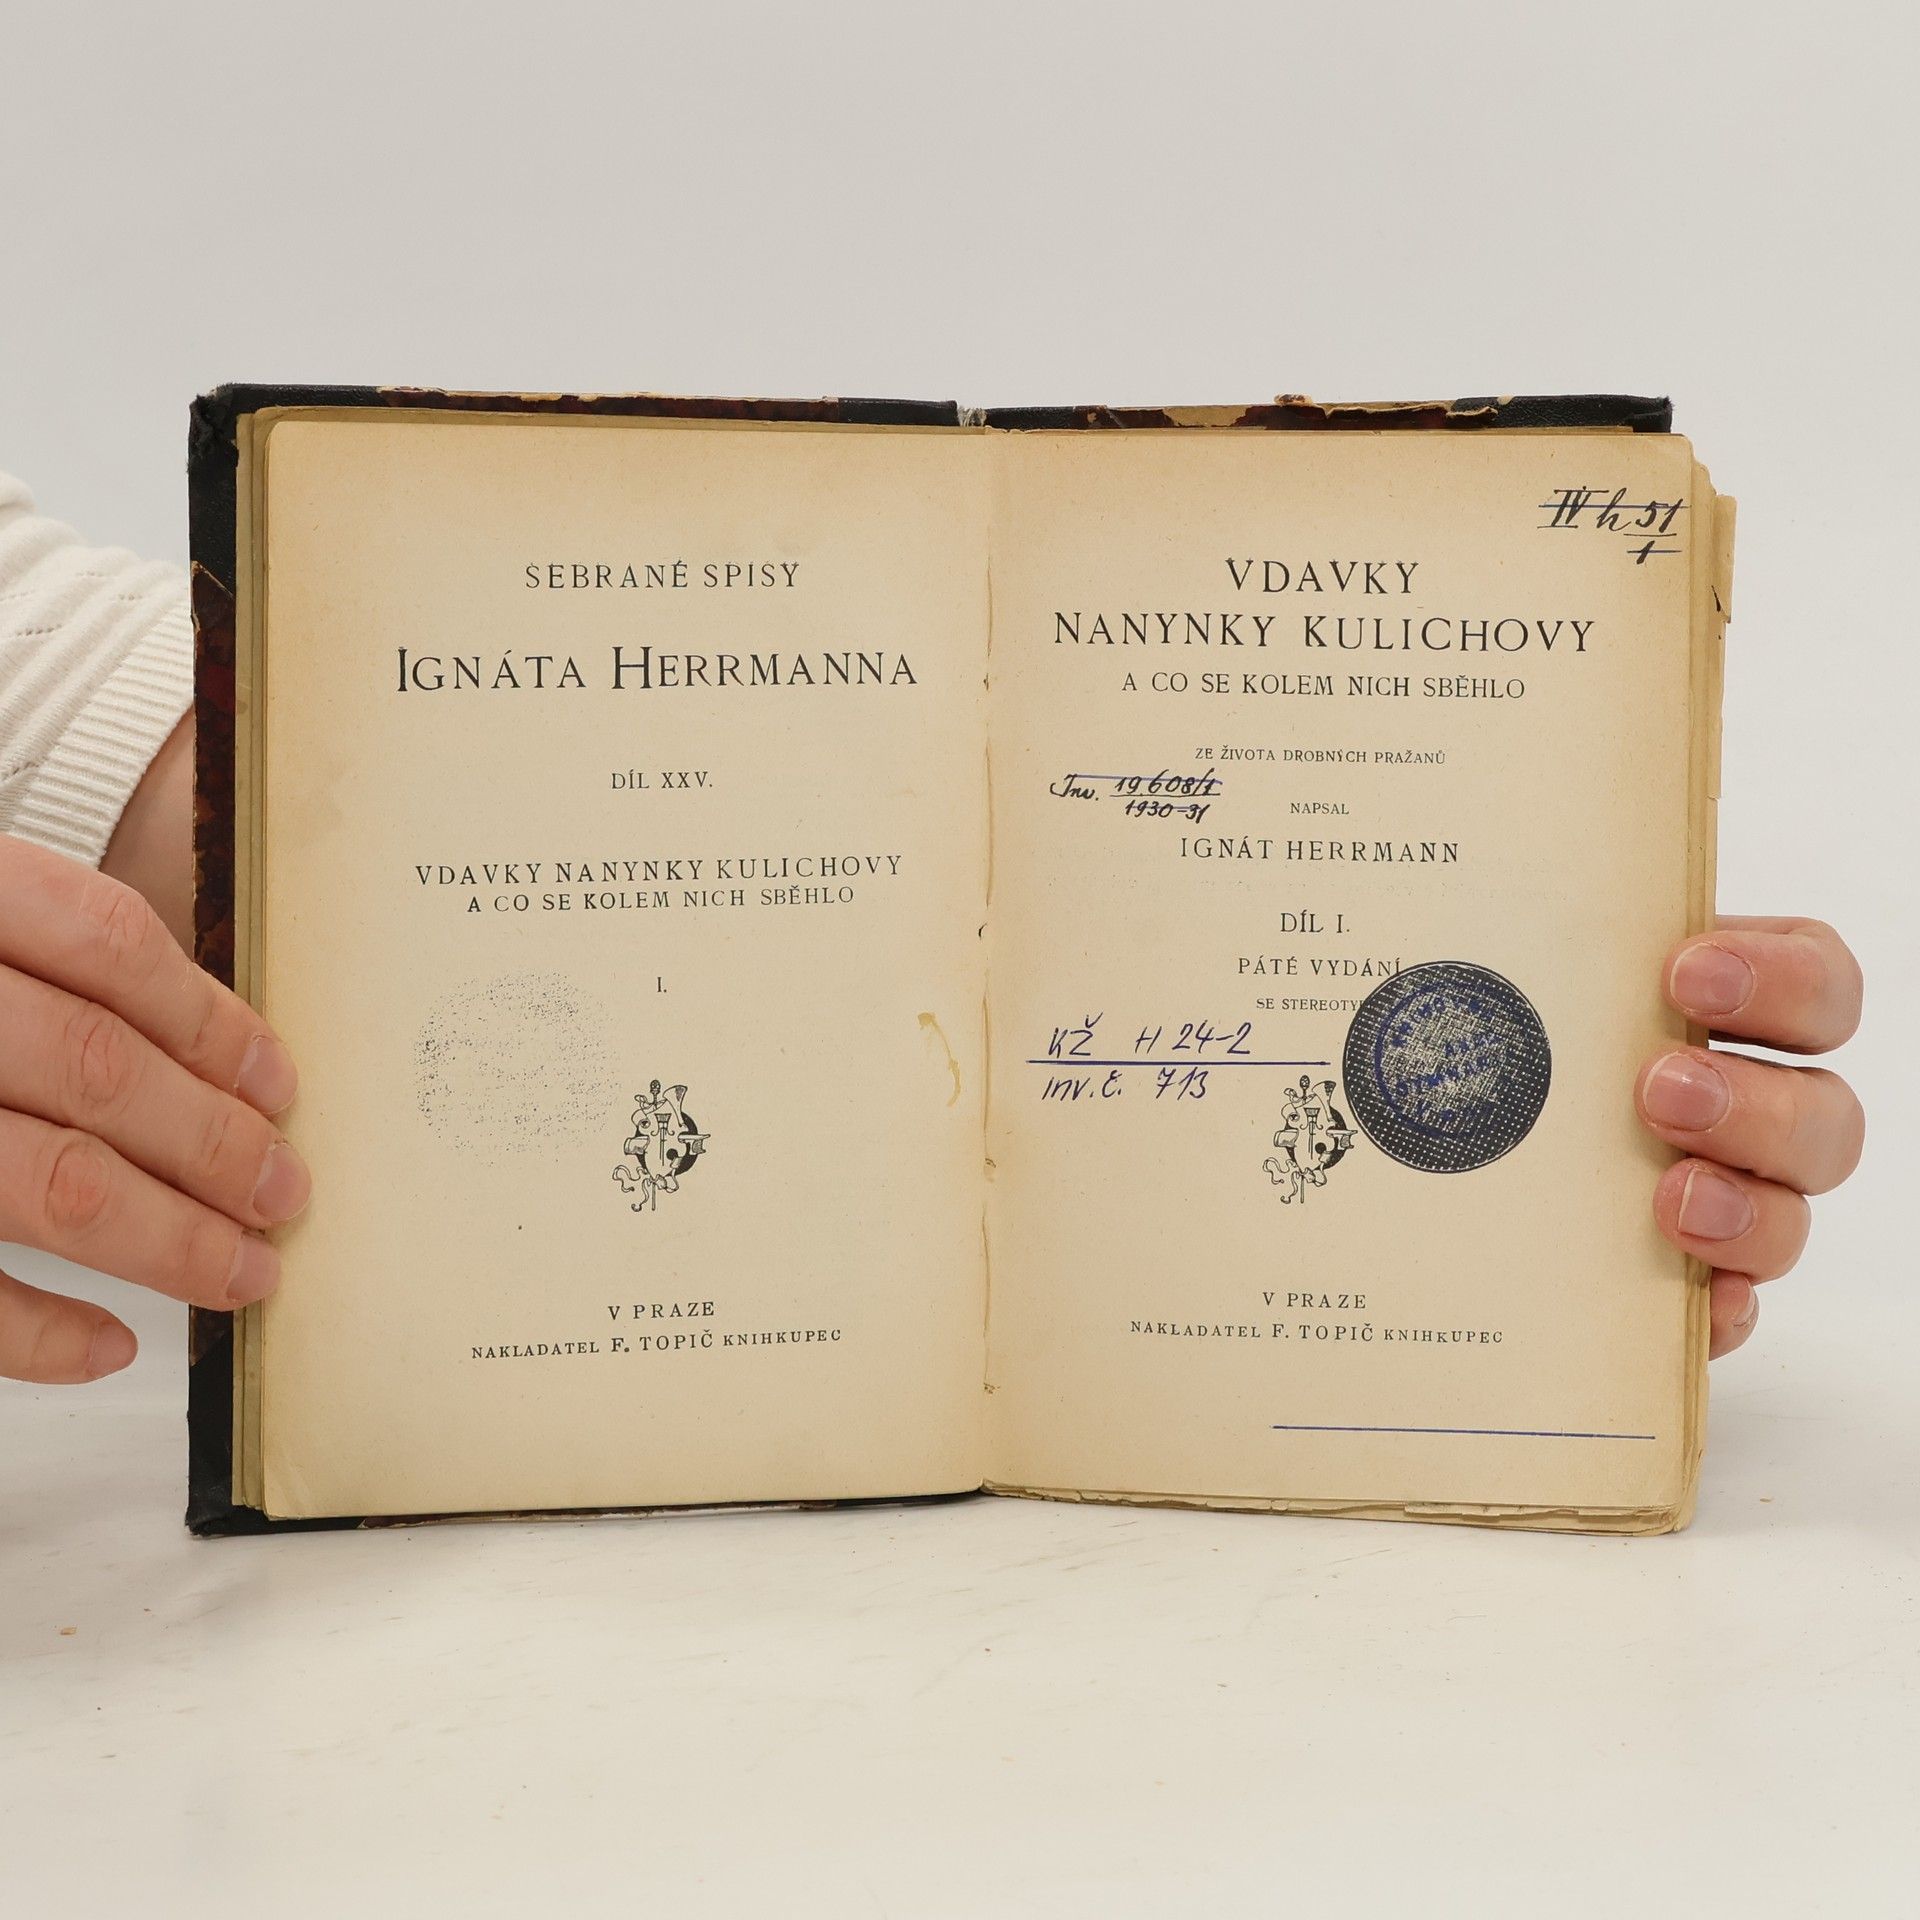 SEBRANÉ SPISY
IGNÁTA HERRMANNA
DÍL XXV.
VDAVKY NANYNKY KULICHOVY
A CO SE KOLEM NICH SBĚHLO
I.
V PRAZE
NAKLADATEL F. TOPIČ KNIHKUPEC
IV h 51
1
VDAVKY
NANYNKY KULICHOVY
A CO SE KOLEM NICH SBĚHLO
ZE ŽIVOTA DROBNÝCH PRAŽANŮ
Inv. 19.608/1
1930-31
NAPSAL
IGNÁT HERRMANN
DÍL I.
PÁTÉ VYDÁNÍ
SE STEREOTY
KŽ H 24-2
inv.č. 713
V PRAZE
NAKLADATEL F. TOPIČ KNIHKUPEC